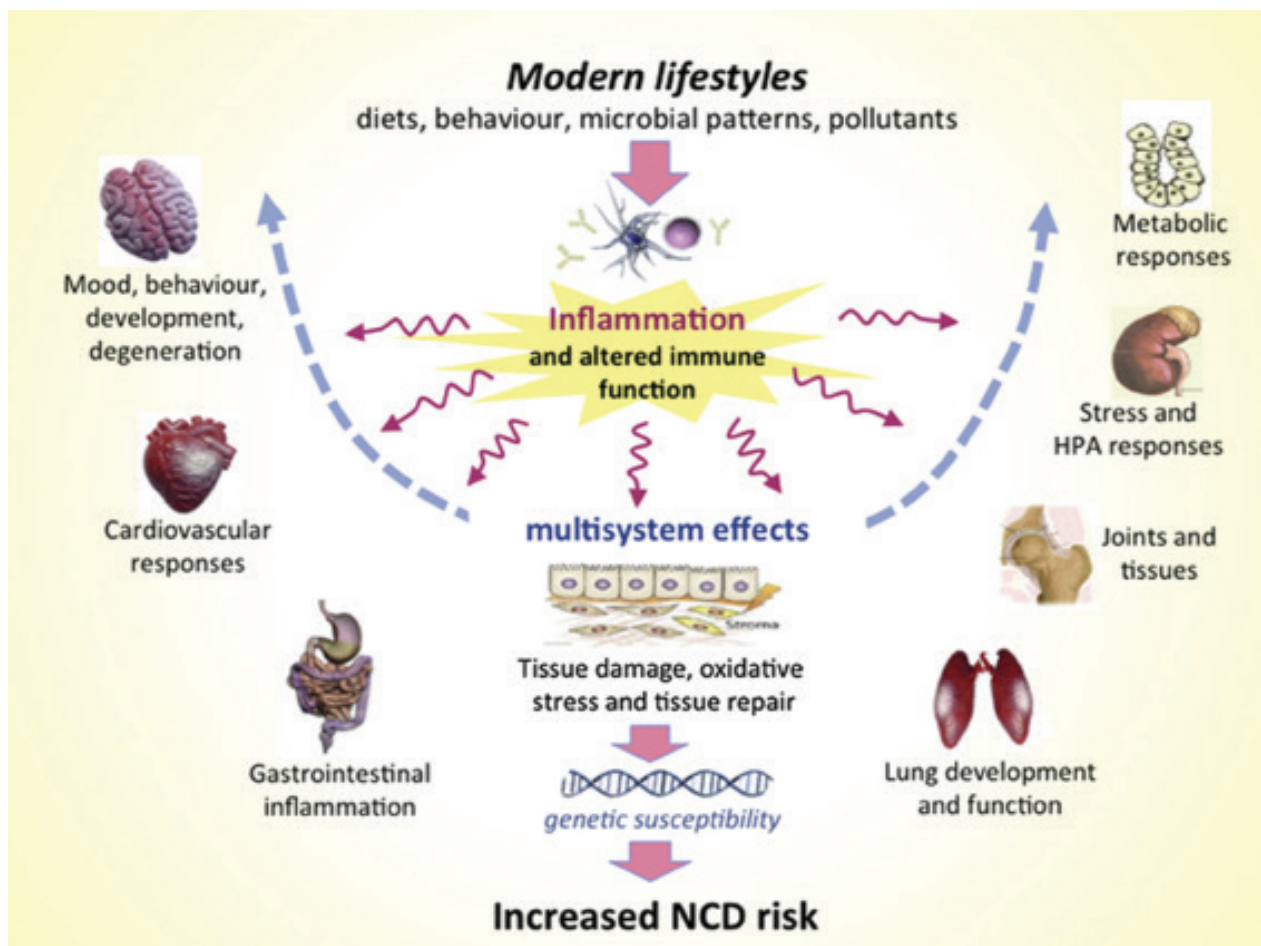 Modern lifestyles
diets, behaviour, microbial patterns, pollutants
Mood, behaviour,
development,
degeneration
Cardiovascular
responses
Gastrointestinal
inflammation
Inflammation
and altered immune
function
multisystem effects
Stroma
Tissue damage, oxidative
stress and tissue repair
genetic susceptibility
Increased NCD risk
Metabolic
responses
Stress and
HPA responses
Joints and
tissues
Lung development
and function